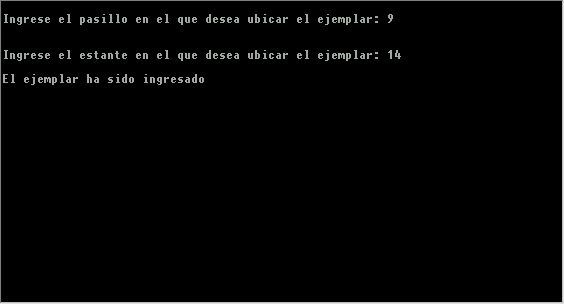 Ingrese el pasillo en el que desea ubicar el ejemplar: 9
Ingrese el estante en el que desea ubicar el ejemplar: 14
El ejemplar ha sido ingresado